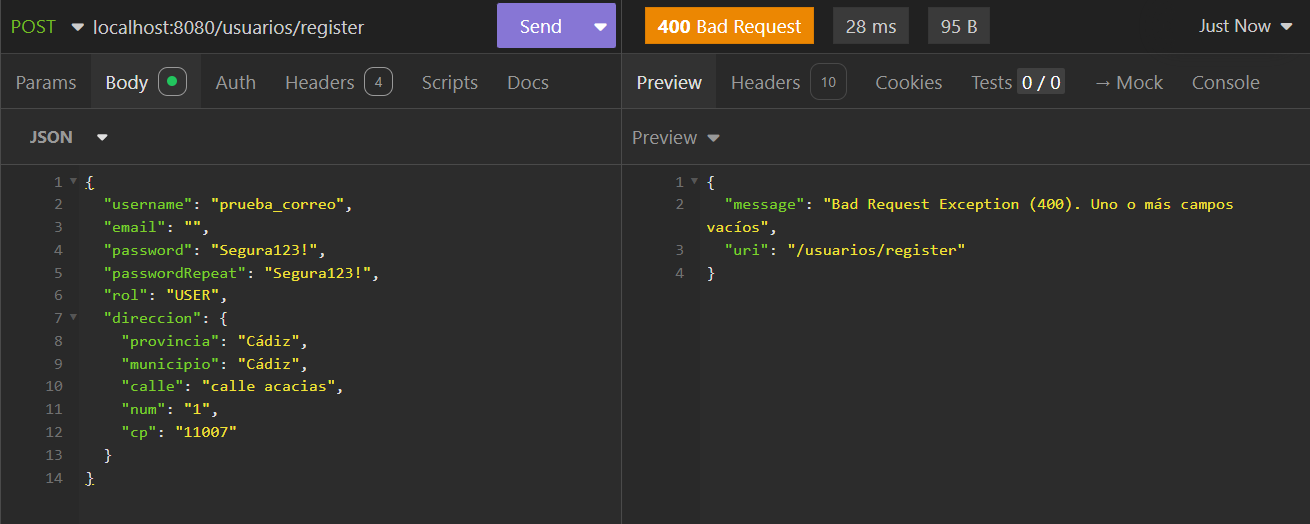 POST localhost:8080/usuarios/register Send 400 Bad Request 28 ms 95 B Just Now
Params Body Auth Headers 4 Scripts Docs Preview Headers 10 Cookies Tests 0 / 0 → Mock Console
JSON Preview
1 {
2 "username": "prueba_correo",
3 "email": "",
4 "password": "Segura123!",
5 "passwordRepeat": "Segura123!",
6 "rol": "USER",
7 "direccion": {
8 "provincia": "Cádiz",
9 "municipio": "Cádiz",
10 "calle": "calle acacias",
11 "num": "1",
12 "cp": "11007"
13 }
14 }
1 {
2 "message": "Bad Request Exception (400). Uno o más campos
vacíos",
3 "uri": "/usuarios/register"
4 }